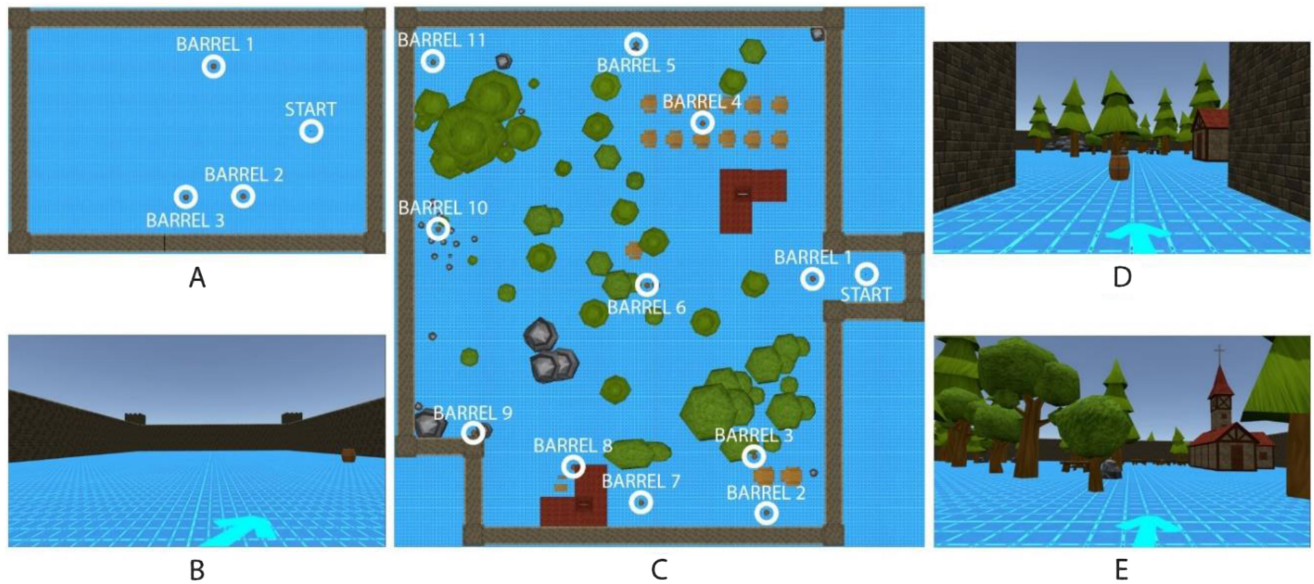 BARREL 1
START
BARREL 2
BARREL 3
A
B
BARREL 11
BARREL 5
BARREL 4
BARREL 10
BARREL 1
START
BARREL 6
BARREL 9
BARREL 3
BARREL 8
BARREL 7
BARREL 2
C
D
E